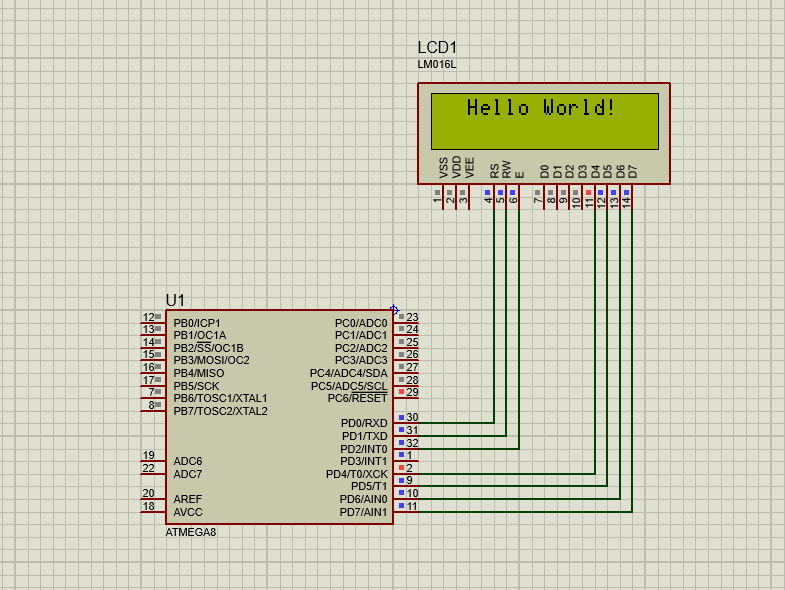 LCD1
LM016L
Hello World!
VSS VDD VEE RS RW E D0 D1 D2 D3 D4 D5 D6 D7
1 2 3 4 5 6 7 8 9 10 11 12 13 14
U1
12 PB0/ICP1 PC0/ADC0 23
13 PB1/OC1A PC1/ADC1 24
14 PB2/SS/OC1B PC2/ADC2 25
15 PB3/MOSI/OC2 PC3/ADC3 26
16 PB4/MISO PC4/ADC4/SDA 27
17 PB5/SCK PC5/ADC5/SCL 28
7 PB6/TOSC1/XTAL1 PC6/RESET 29
8 PB7/TOSC2/XTAL2
PD0/RXD 30
PD1/TXD 31
PD2/INT0 32
19 ADC6 PD3/INT1 1
22 ADC7 PD4/T0/XCK 2
PD5/T1 9
20 AREF PD6/AIN0 10
18 AVCC PD7/AIN1 11
ATMEGA8